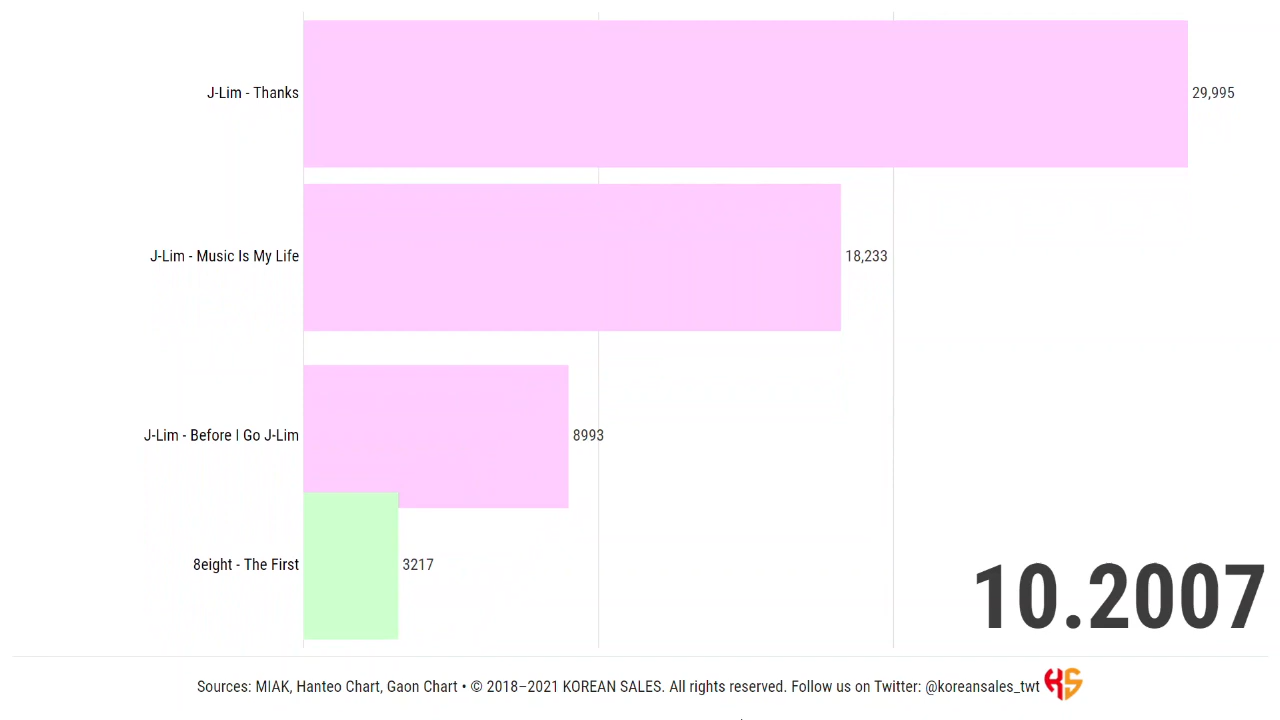 J-Lim - Thanks 29,995
J-Lim - Music Is My Life 18,233
J-Lim - Before I Go J-Lim 8993
8eight - The First 3217
10.2007
Sources: MIAK, Hanteo Chart, Gaon Chart • © 2018–2021 KOREAN SALES. All rights reserved. Follow us on Twitter: @koreansales_twt KS